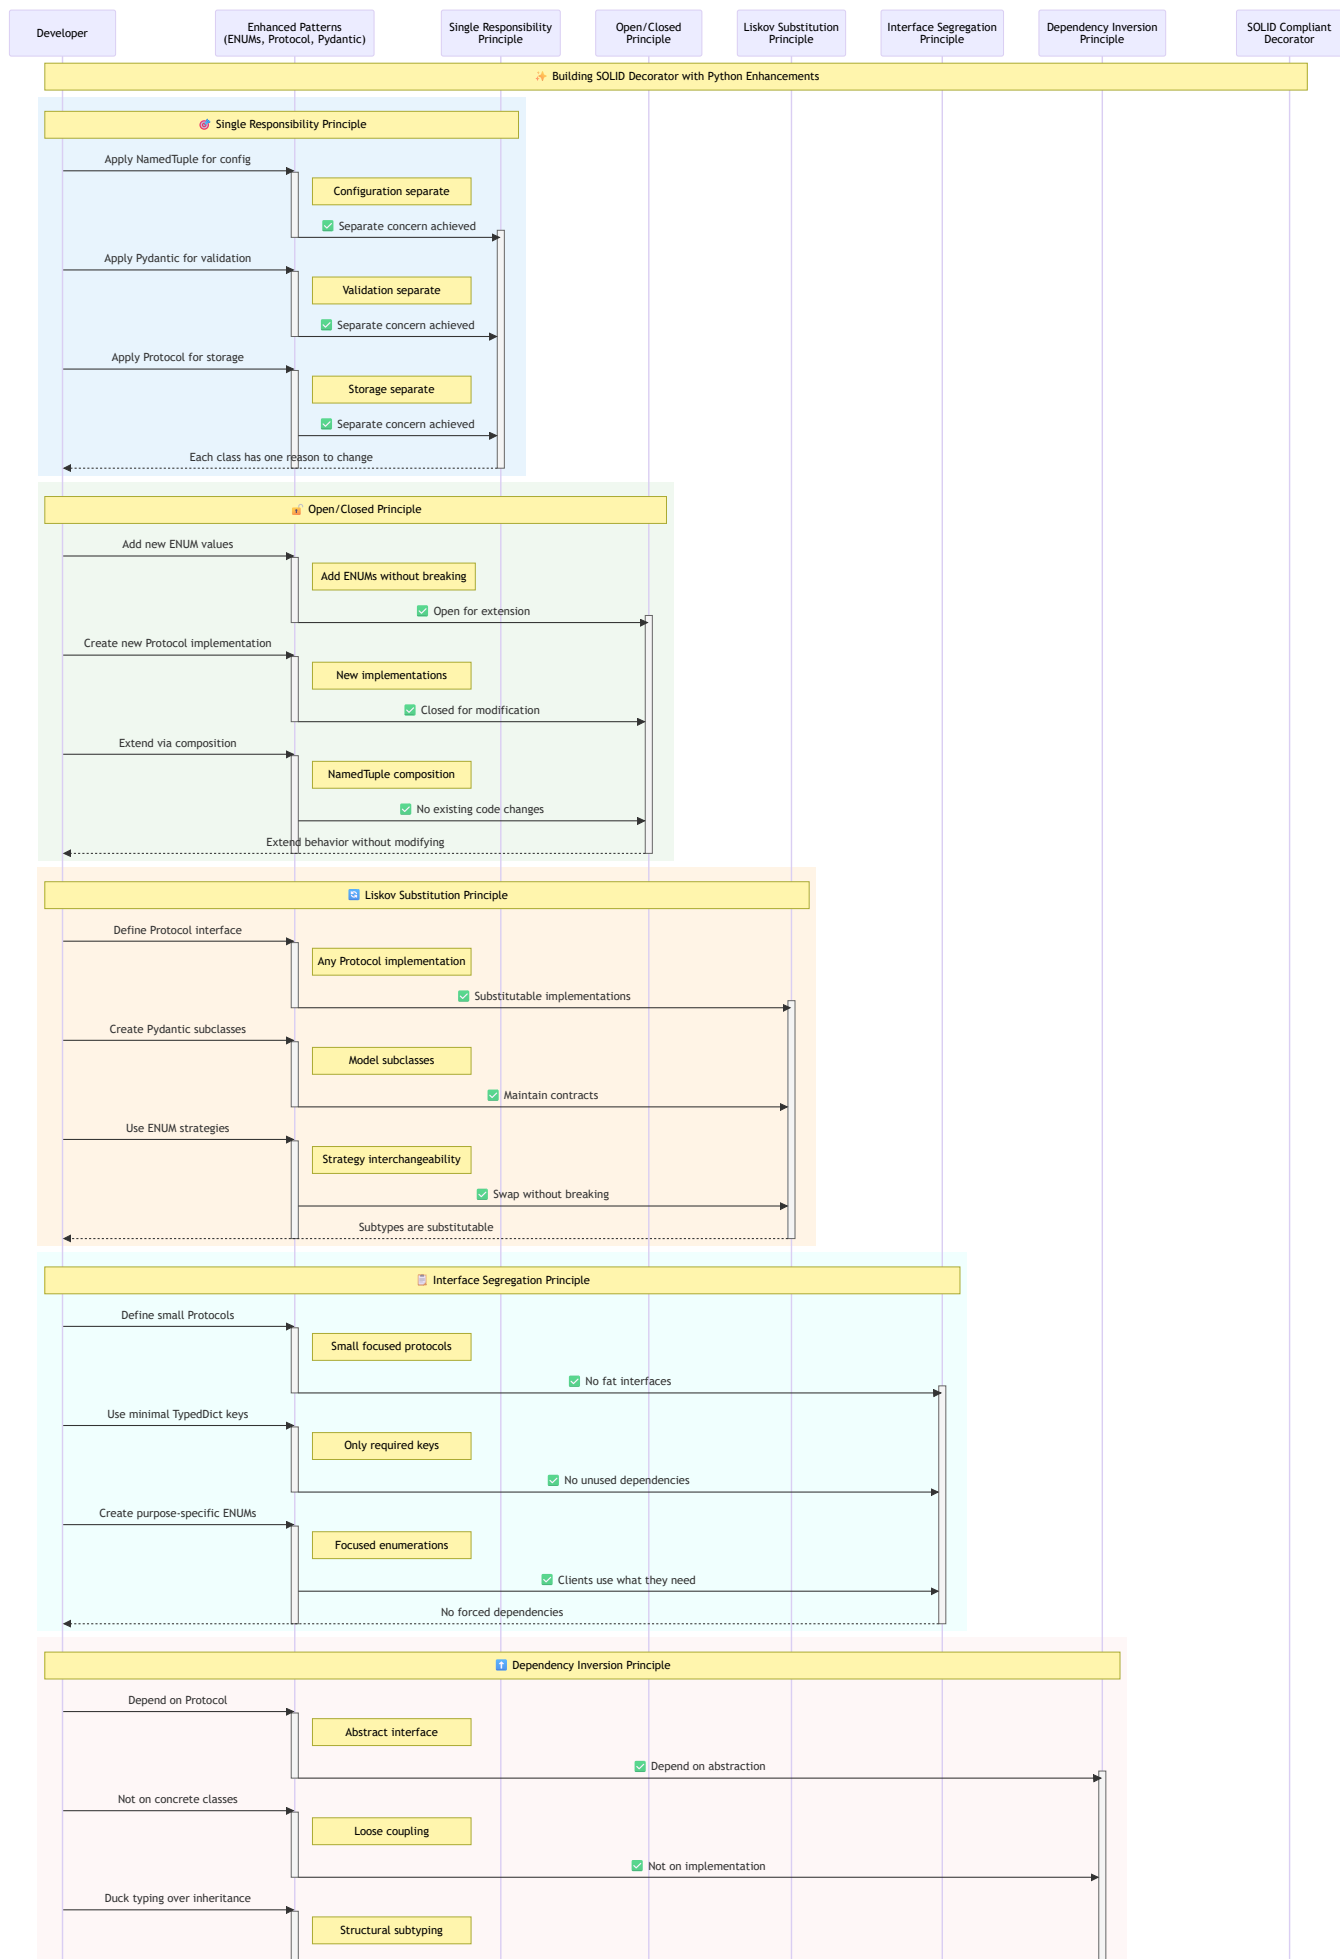 Developer
Enhanced Patterns
(ENUMs, Protocol, Pydantic)
Single Responsibility
Principle
Open/Closed
Principle
Liskov Substitution
Principle
Interface Segregation
Principle
Dependency Inversion
Principle
SOLID Compliant
Decorator
✨ Building SOLID Decorator with Python Enhancements
🎯 Single Responsibility Principle
Apply NamedTuple for config
Configuration separate
✅ Separate concern achieved
Apply Pydantic for validation
Validation separate
✅ Separate concern achieved
Apply Protocol for storage
Storage separate
✅ Separate concern achieved
Each class has one reason to change
🔓 Open/Closed Principle
Add new ENUM values
Add ENUMs without breaking
✅ Open for extension
Create new Protocol implementation
New implementations
✅ Closed for modification
Extend via composition
NamedTuple composition
✅ No existing code changes
Extend behavior without modifying
🔄 Liskov Substitution Principle
Define Protocol interface
Any Protocol implementation
✅ Substitutable implementations
Create Pydantic subclasses
Model subclasses
✅ Maintain contracts
Use ENUM strategies
Strategy interchangeability
✅ Swap without breaking
Subtypes are substitutable
📋 Interface Segregation Principle
Define small Protocols
Small focused protocols
✅ No fat interfaces
Use minimal TypedDict keys
Only required keys
✅ No unused dependencies
Create purpose-specific ENUMs
Focused enumerations
✅ Clients use what they need
No forced dependencies
⬆️ Dependency Inversion Principle
Depend on Protocol
Abstract interface
✅ Depend on abstraction
Not on concrete classes
Loose coupling
✅ Not on implementation
Duck typing over inheritance
Structural subtyping